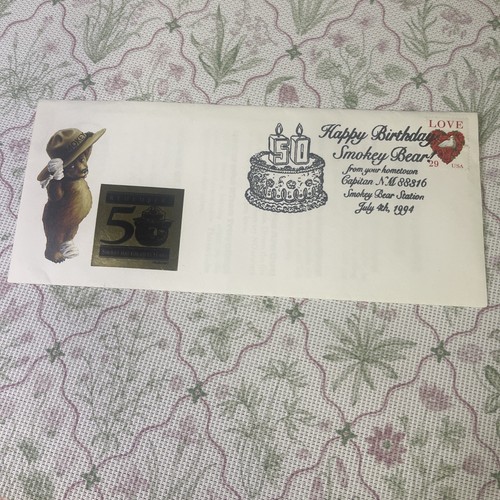 50
Happy Birthday
Smokey Bear!
from your hometown
Capitan NM 88316
Smokey Bear Station
July 4th, 1994
LOVE
29 USA
50